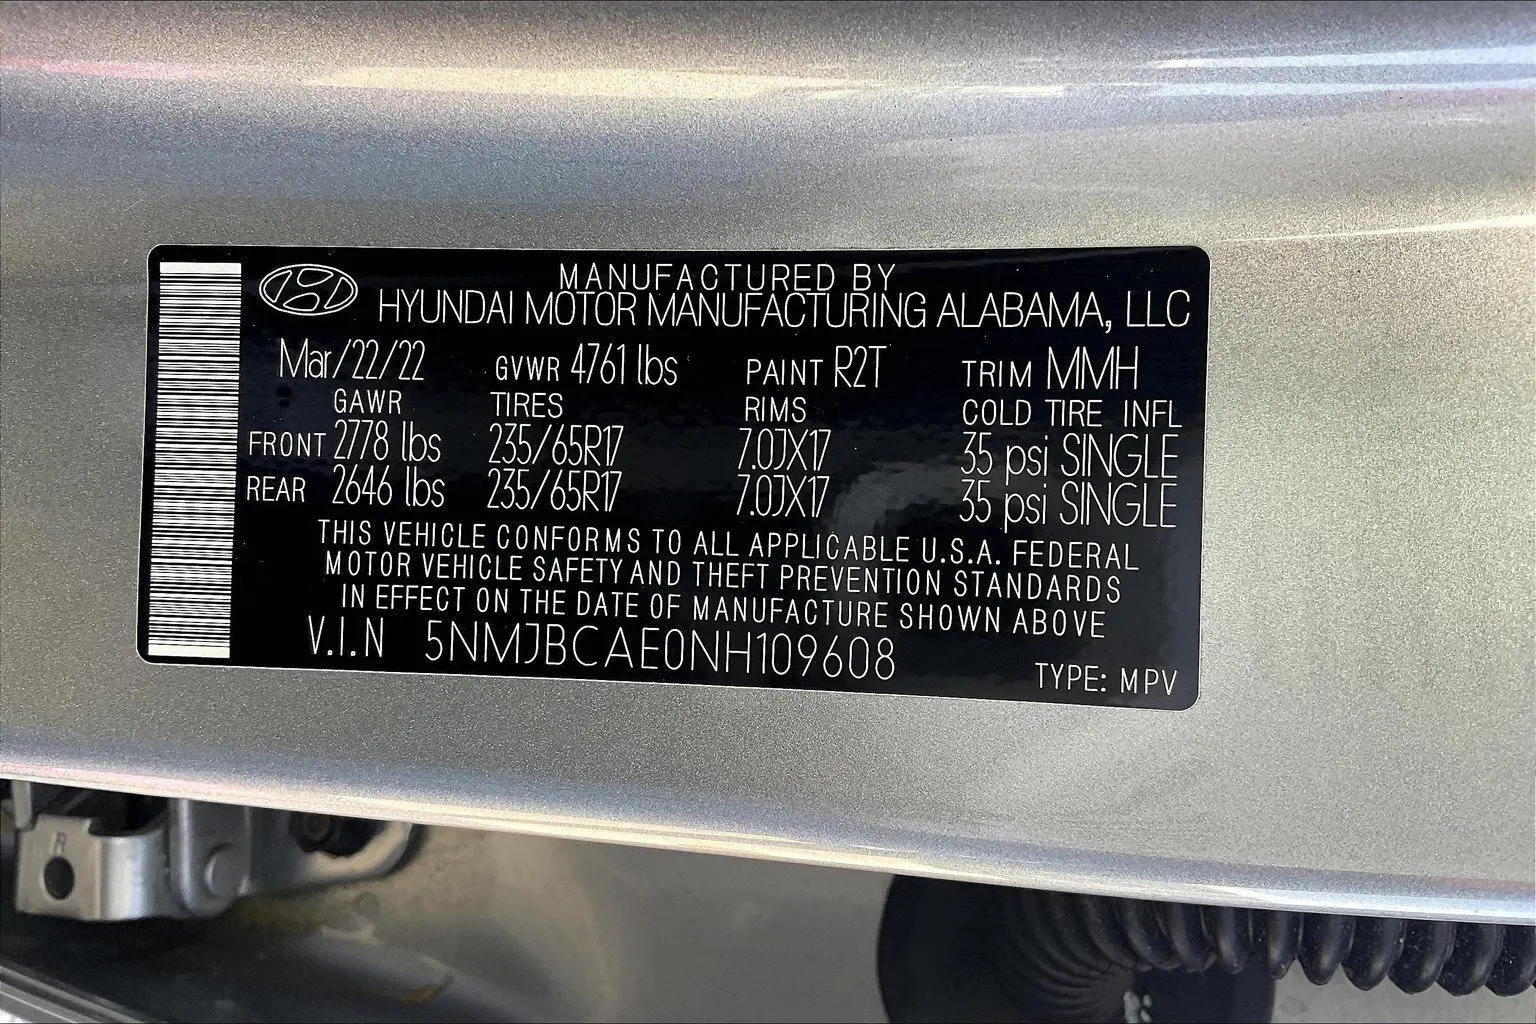 MANUFACTURED BY
HYUNDAI MOTOR MANUFACTURING ALABAMA, LLC
Mar/22/22 GVWR 4761 lbs PAINT R2T TRIM MMH
GAWR TIRES RIMS COLD TIRE INFL
FRONT 2778 lbs 235/65R17 7.0JX17 35 psi SINGLE
REAR 2646 lbs 235/65R17 7.0JX17 35 psi SINGLE
THIS VEHICLE CONFORMS TO ALL APPLICABLE U.S.A. FEDERAL
MOTOR VEHICLE SAFETY AND THEFT PREVENTION STANDARDS
IN EFFECT ON THE DATE OF MANUFACTURE SHOWN ABOVE
V.I.N 5NMJBCAE0NH109608
TYPE: MPV
R